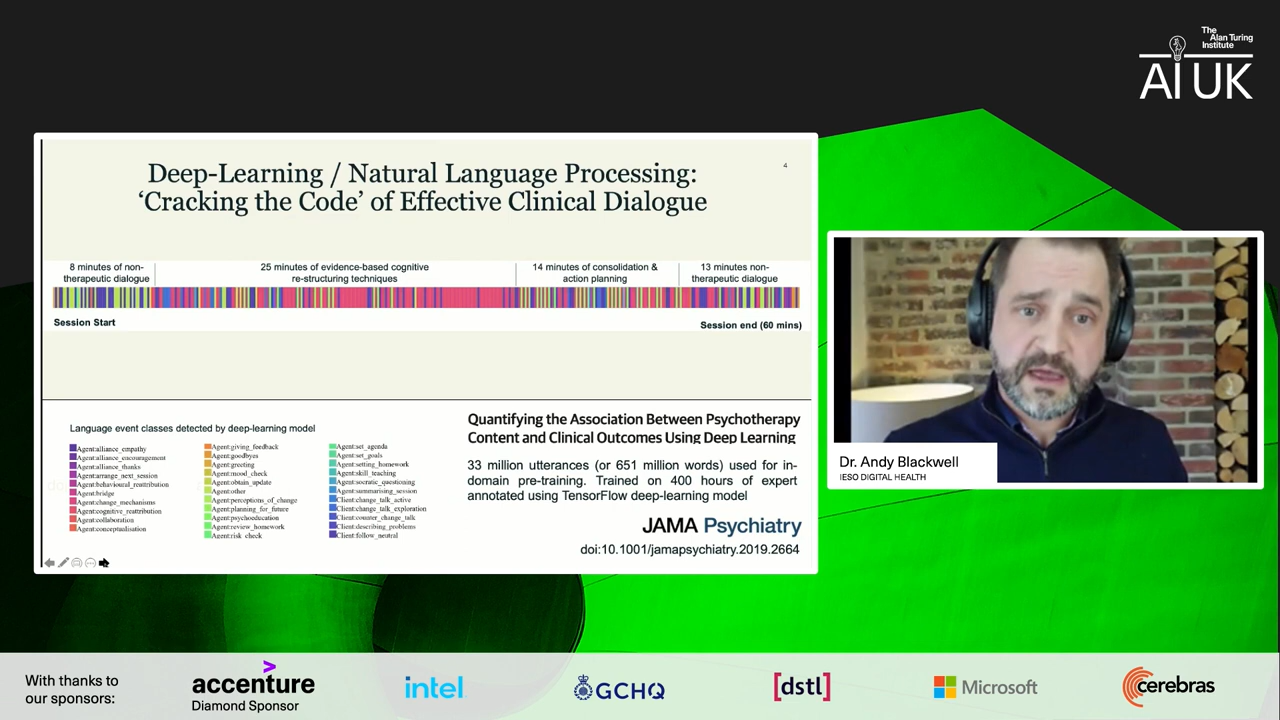 The
Alan Turing
Institute
AI UK
4
Deep-Learning / Natural Language Processing:
‘Cracking the Code’ of Effective Clinical Dialogue
8 minutes of non-
therapeutic dialogue
25 minutes of evidence-based cognitive
re-structuring techniques
14 minutes of consolidation &
action planning
13 minutes non-
therapeutic dialogue
Session Start
Session end (60 mins)
Language event classes detected by deep-learning model
Agent:alliance_empathy
Agent:alliance_encouragement
Agent:alliance_thanks
Agent:arrange_next_session
Agent:behavioural_reattribution
Agent:bridge
Agent:change_mechanisms
Agent:cognitive_reattribution
Agent:collaboration
Agent:conceptualisation
Agent:giving_feedback
Agent:goodbyes
Agent:greeting
Agent:mood_check
Agent:obtain_update
Agent:other
Agent:perceptions_of_change
Agent:planning_for_future
Agent:psychoeducation
Agent:review_homework
Agent:risk_check
Agent:set_agenda
Agent:set_goals
Agent:setting_homework
Agent:skill_teaching
Agent:socratic_questioning
Agent:summarising_session
Client:change_talk_active
Client:change_talk_exploration
Client:counter_change_talk
Client:describing_problems
Client:follow_neutral
Quantifying the Association Between Psychotherapy
Content and Clinical Outcomes Using Deep Learning
33 million utterances (or 651 million words) used for in-
domain pre-training. Trained on 400 hours of expert
annotated using TensorFlow deep-learning model
JAMA Psychiatry
doi:10.1001/jamapsychiatry.2019.2664
Dr. Andy Blackwell
IESO DIGITAL HEALTH
With thanks to
our sponsors:
accenture
Diamond Sponsor
intel
GCHQ
[dstl]
Microsoft
cerebras